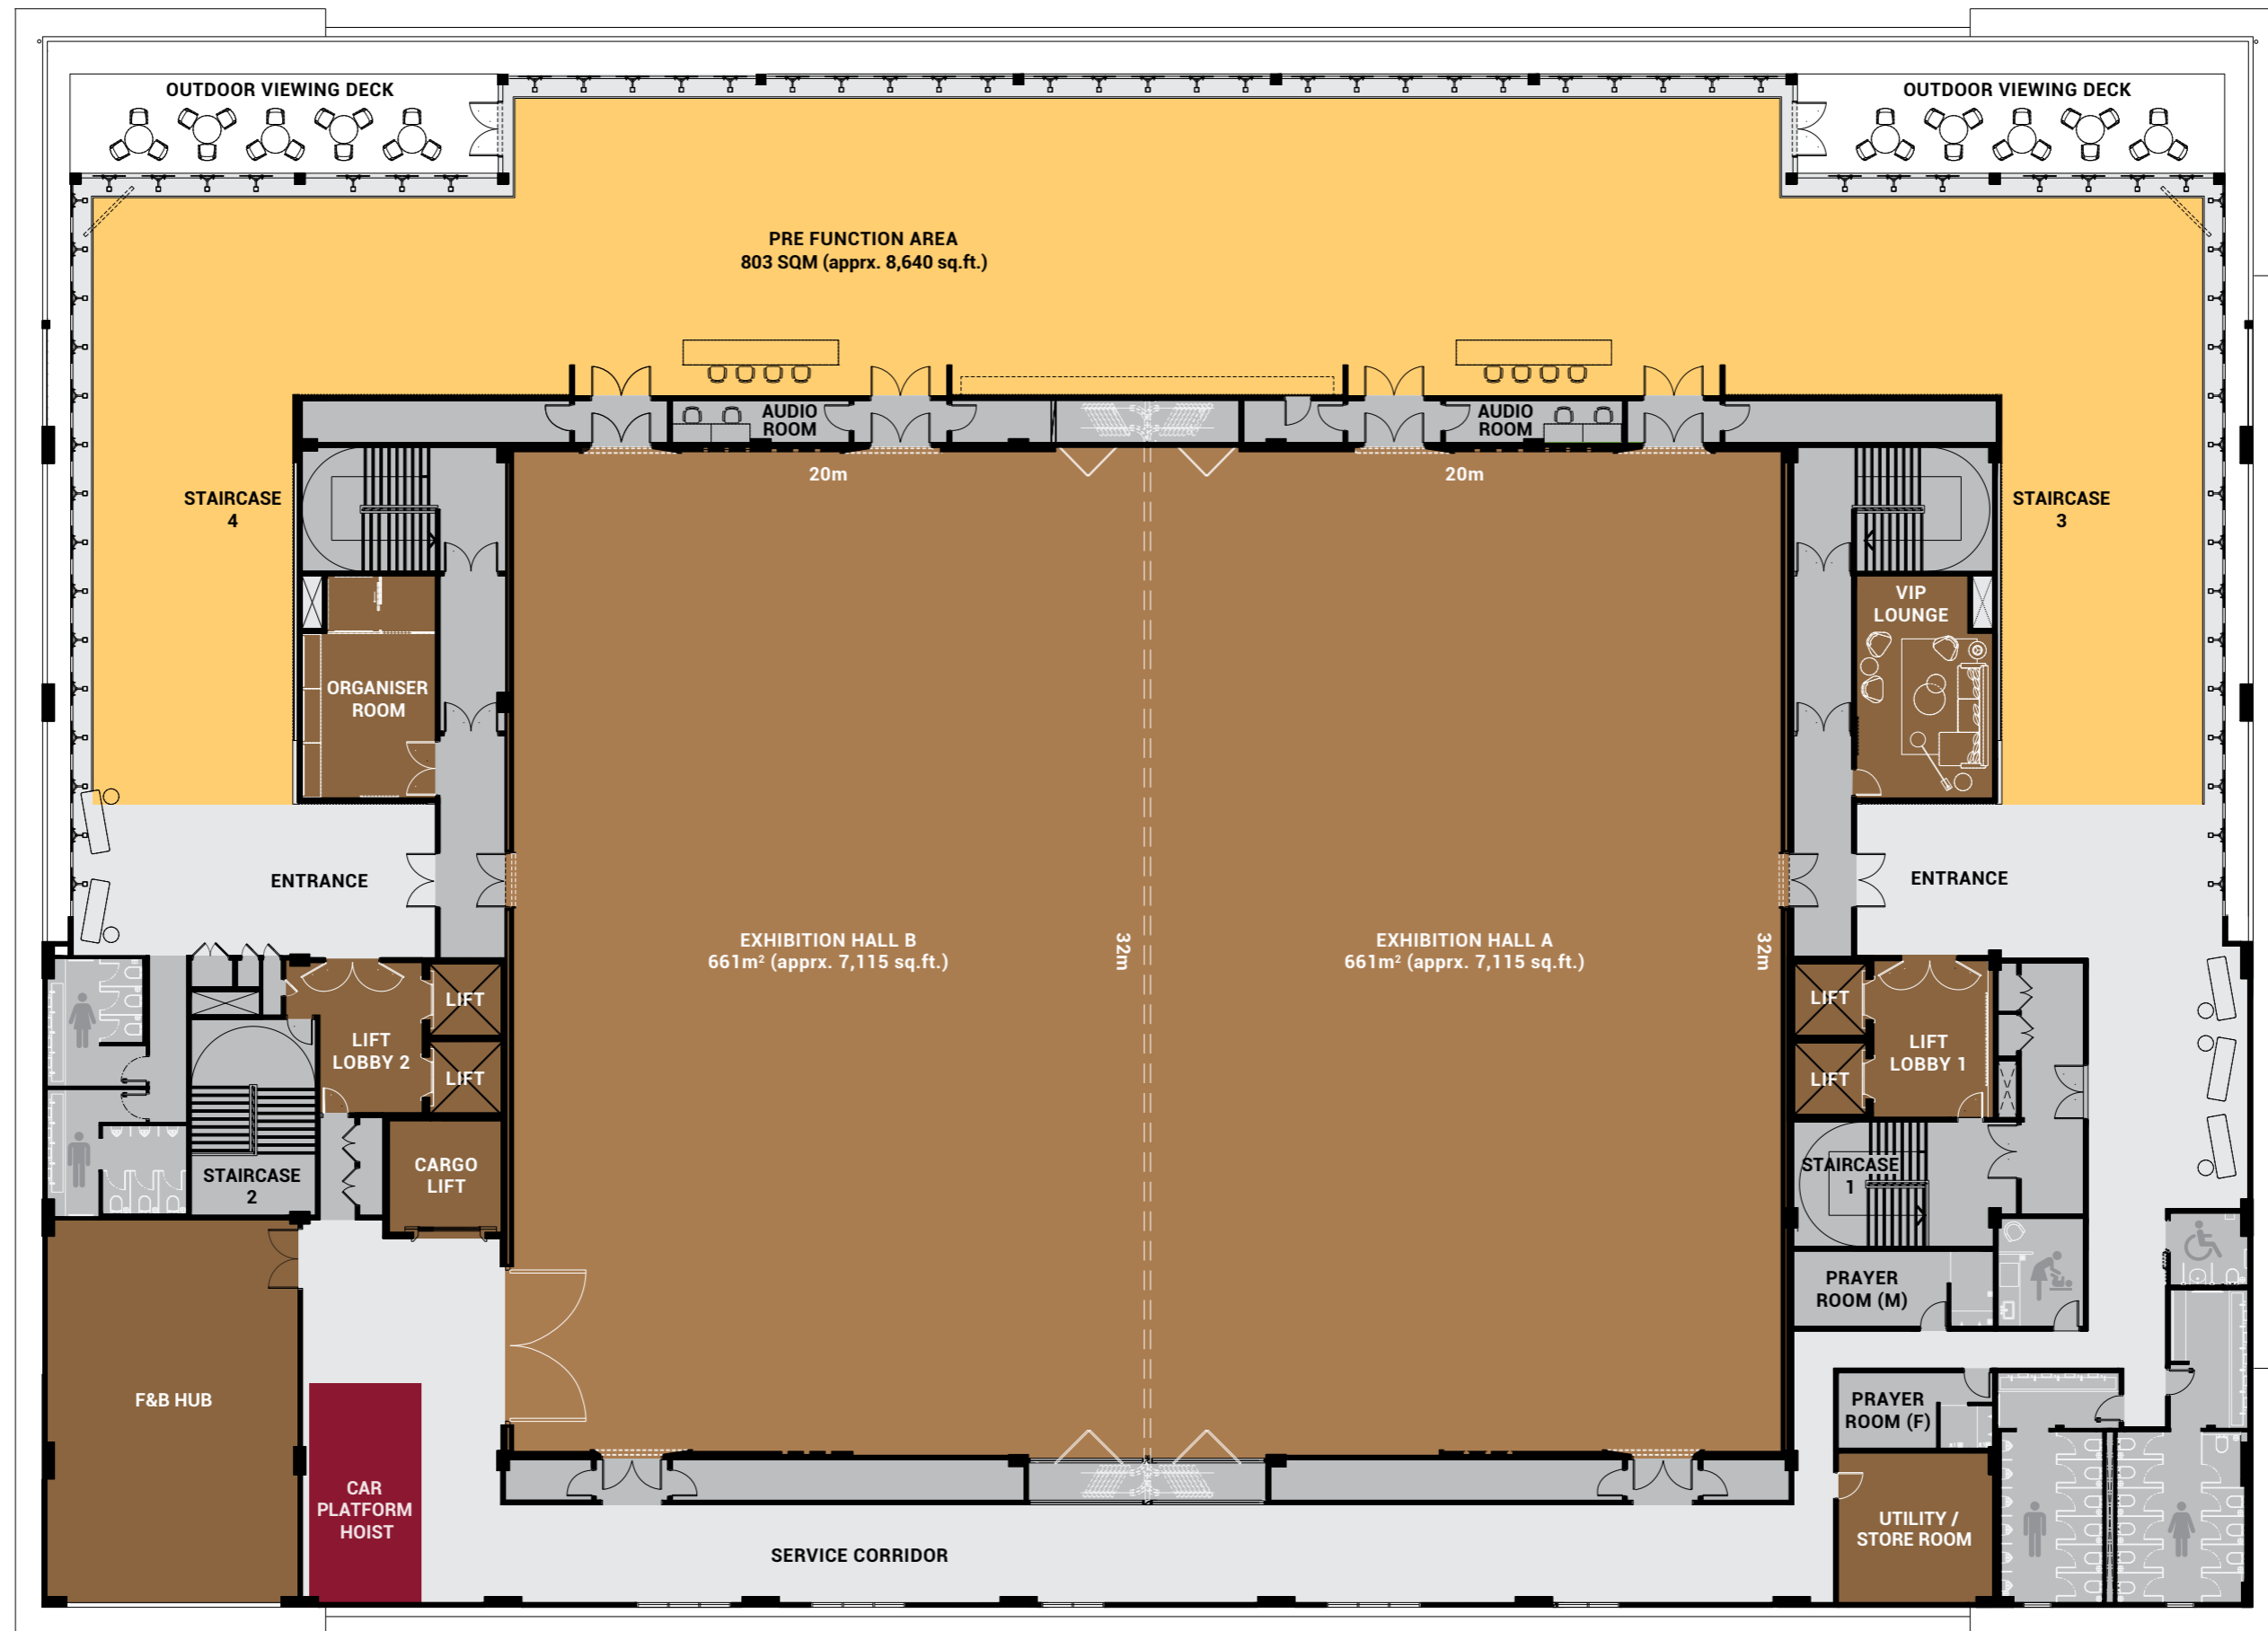 OUTDOOR VIEWING DECK
OUTDOOR VIEWING DECK
PRE FUNCTION AREA
803 SQM (apprx. 8,640 sq.ft.)
AUDIO
ROOM
AUDIO
ROOM
20m
20m
STAIRCASE
4
STAIRCASE
3
VIP
LOUNGE
ORGANISER
ROOM
ENTRANCE
ENTRANCE
EXHIBITION HALL B
661m² (apprx. 7,115 sq.ft.)
32m
EXHIBITION HALL A
661m² (apprx. 7,115 sq.ft.)
32m
LIFT
LIFT
LIFT
LOBBY 2
LIFT
LIFT
LIFT
LOBBY 1
CARGO
LIFT
STAIRCASE
2
STAIRCASE
1
PRAYER
ROOM (M)
F&B HUB
PRAYER
ROOM (F)
CAR
PLATFORM
HOIST
UTILITY /
STORE ROOM
SERVICE CORRIDOR